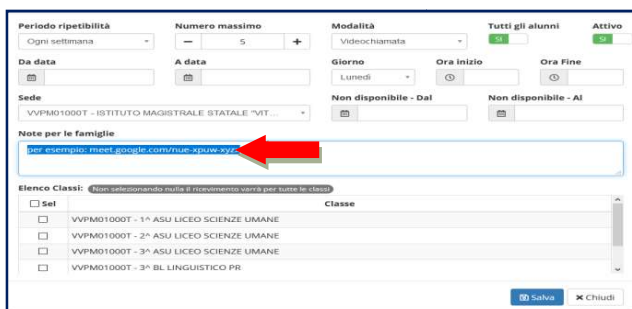 Periodo ripetibilità Numero massimo Modalità Tutti gli alunni Attivo
Ogni settimana − 5 + Videochiamata SI SI
Da data A data Giorno Ora inizio Ora Fine
Lunedì
Sede Non disponibile - Dal Non disponibile - Al
VVPM01000T - ISTITUTO MAGISTRALE STATALE "VIT...
Note per le famiglie
per esempio: meet.google.com/nue-xpuw-xyz
Elenco Classi: Non selezionando nulla il ricevimento varrà per tutte le classi
Sel Classe
VVPM01000T - 1^ ASU LICEO SCIENZE UMANE
VVPM01000T - 2^ ASU LICEO SCIENZE UMANE
VVPM01000T - 3^ ASU LICEO SCIENZE UMANE
VVPM01000T - 3^ BL LINGUISTICO PR
Salva × Chiudi